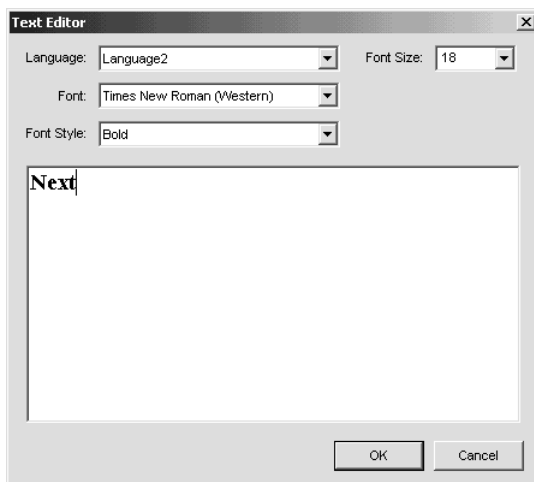 Text Editor
Language: Language2 Font Size: 18
Font: Times New Roman (Western)
Font Style: Bold
Next
OK Cancel